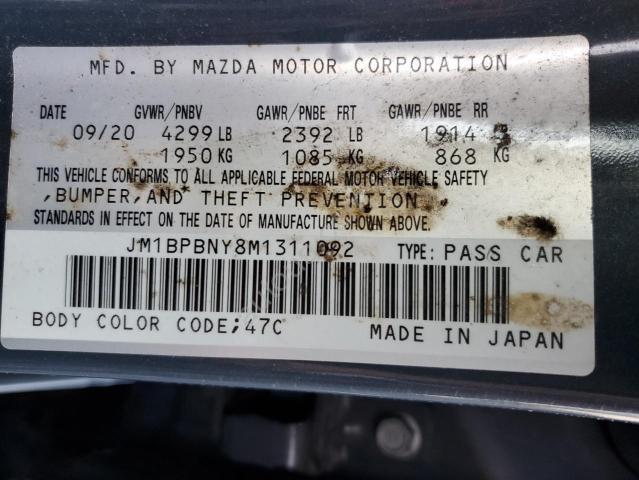 MFD. BY MAZDA MOTOR CORPORATION
DATE GVWR/PNBV GAWR/PNBE FRT GAWR/PNBE RR
09/20 4299 LB 2392 LB 1914 LB
1950 KG 1085 KG 868 KG
THIS VEHICLE CONFORMS TO ALL APPLICABLE FEDERAL MOTOR VEHICLE SAFETY
,BUMPER,AND THEFT PREVENTION
STANDARDS IN EFFECT ON THE DATE OF MANUFACTURE SHOWN ABOVE.
JM1BPBNY8M1311092 TYPE: PASS CAR
BODY COLOR CODE;47C MADE IN JAPAN